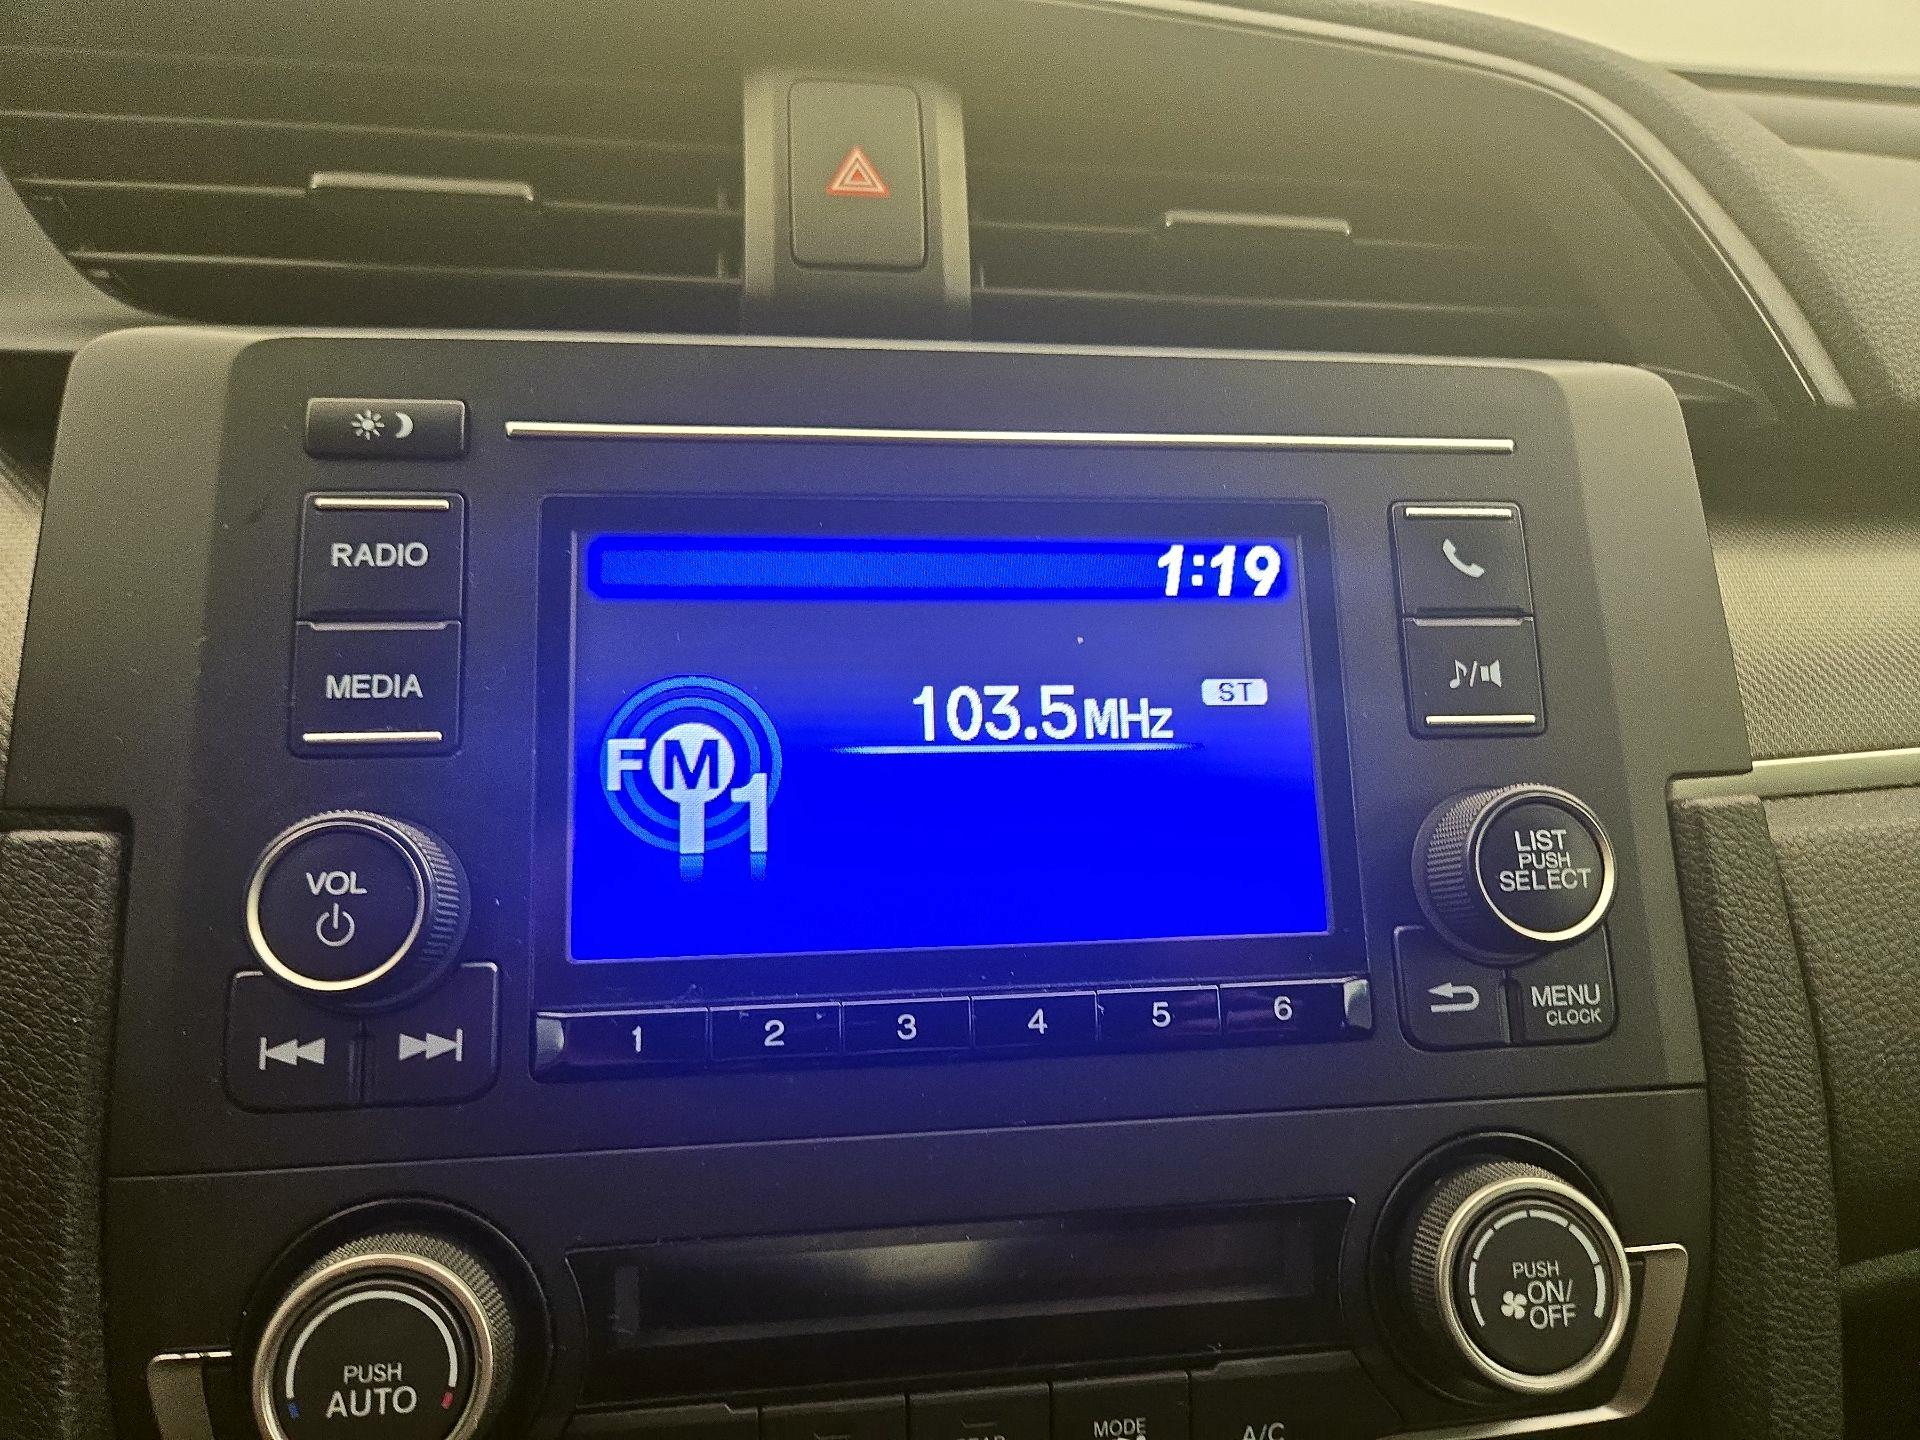 RADIO
MEDIA
1:19
103.5MHz
ST
FM
1
VOL
LIST
PUSH
SELECT
MENU
CLOCK
1 2 3 4 5 6
PUSH
AUTO
PUSH
ON/
OFF
MODE
A/C